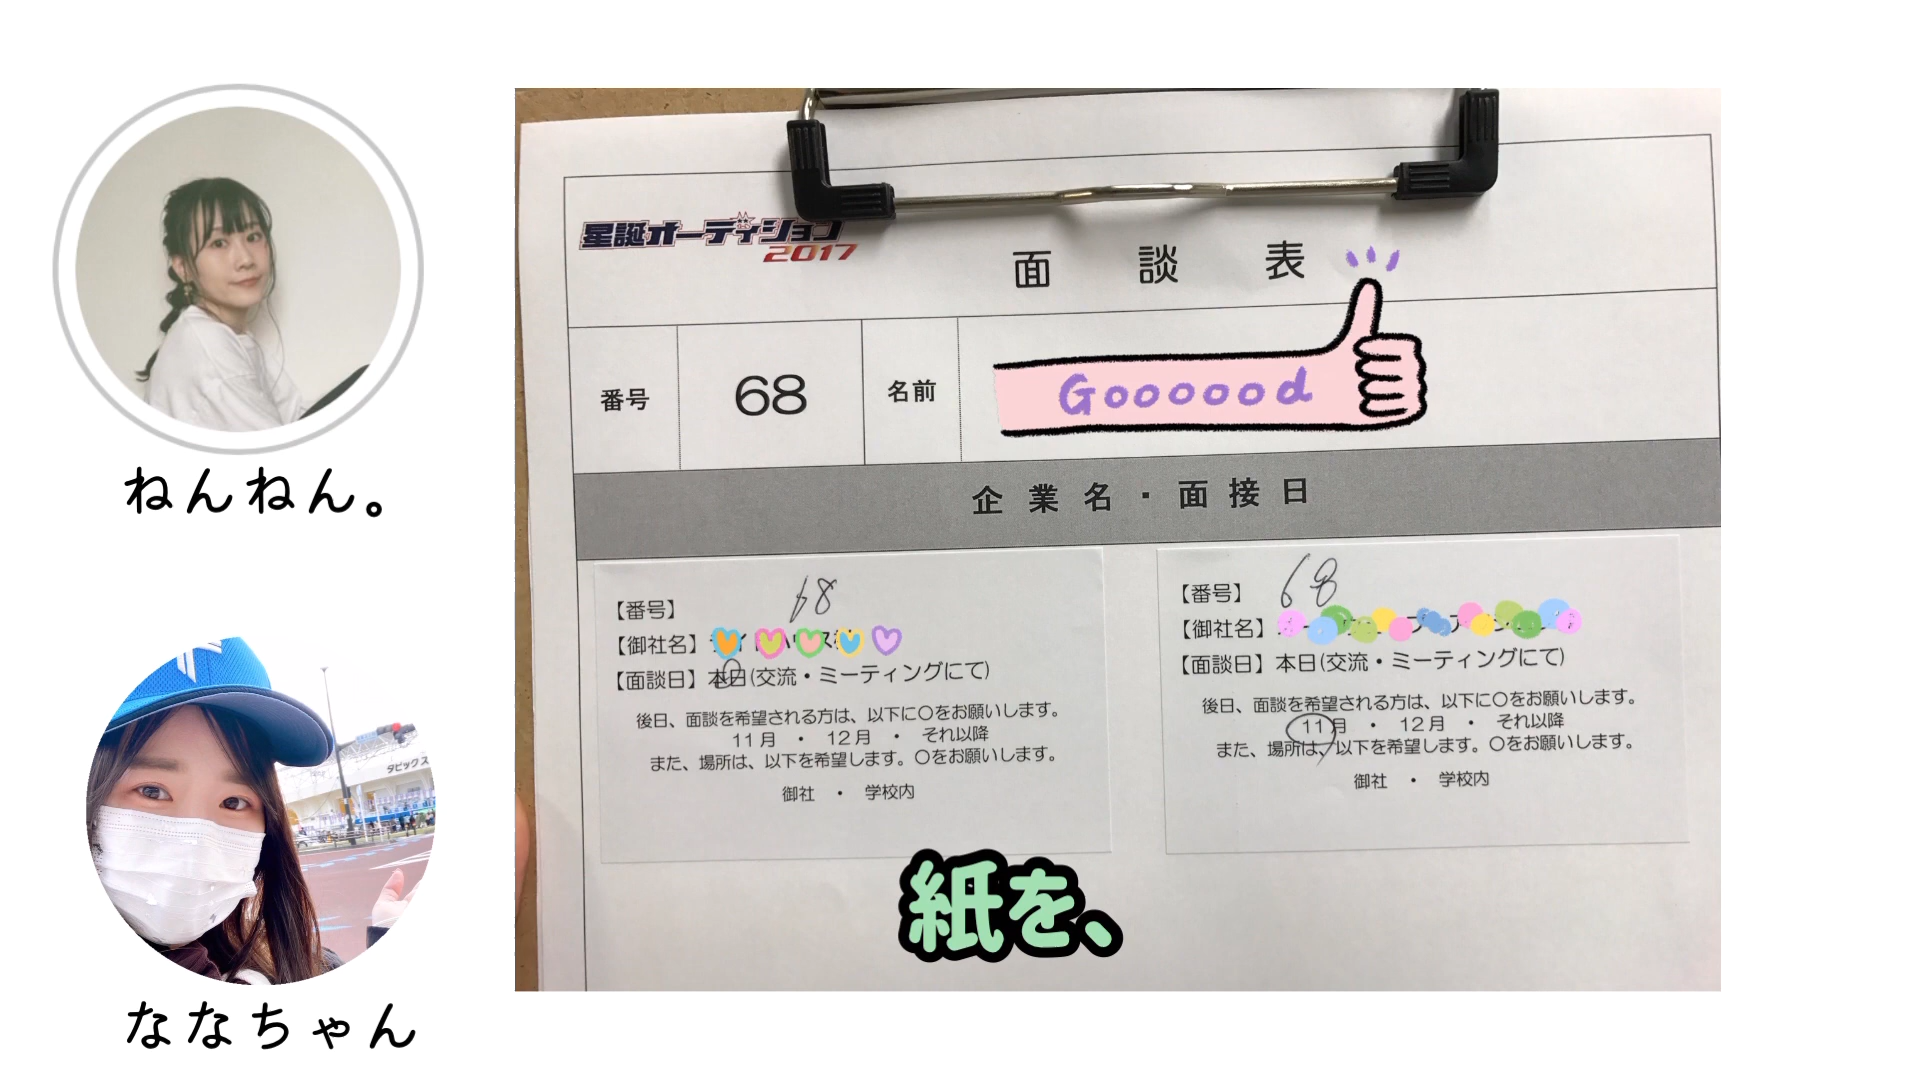 ねんねん。
タピックス
ななちゃん
星誕オーディション
2017
面談表
番号 68 名前 Goooood
企業名・面接日
【番号】 68
【御社名】
【面談日】本日(交流・ミーティングにて)
後日、面談を希望される方は、以下に〇をお願いします。
11月 ・ 12月 ・ それ以降
また、場所は、以下を希望します。〇をお願いします。
御社 ・ 学校内
【番号】 68
【御社名】
【面談日】本日(交流・ミーティングにて)
後日、面談を希望される方は、以下に〇をお願いします。
11月 ・ 12月 ・ それ以降
また、場所は、以下を希望します。〇をお願いします。
御社 ・ 学校内
紙を、